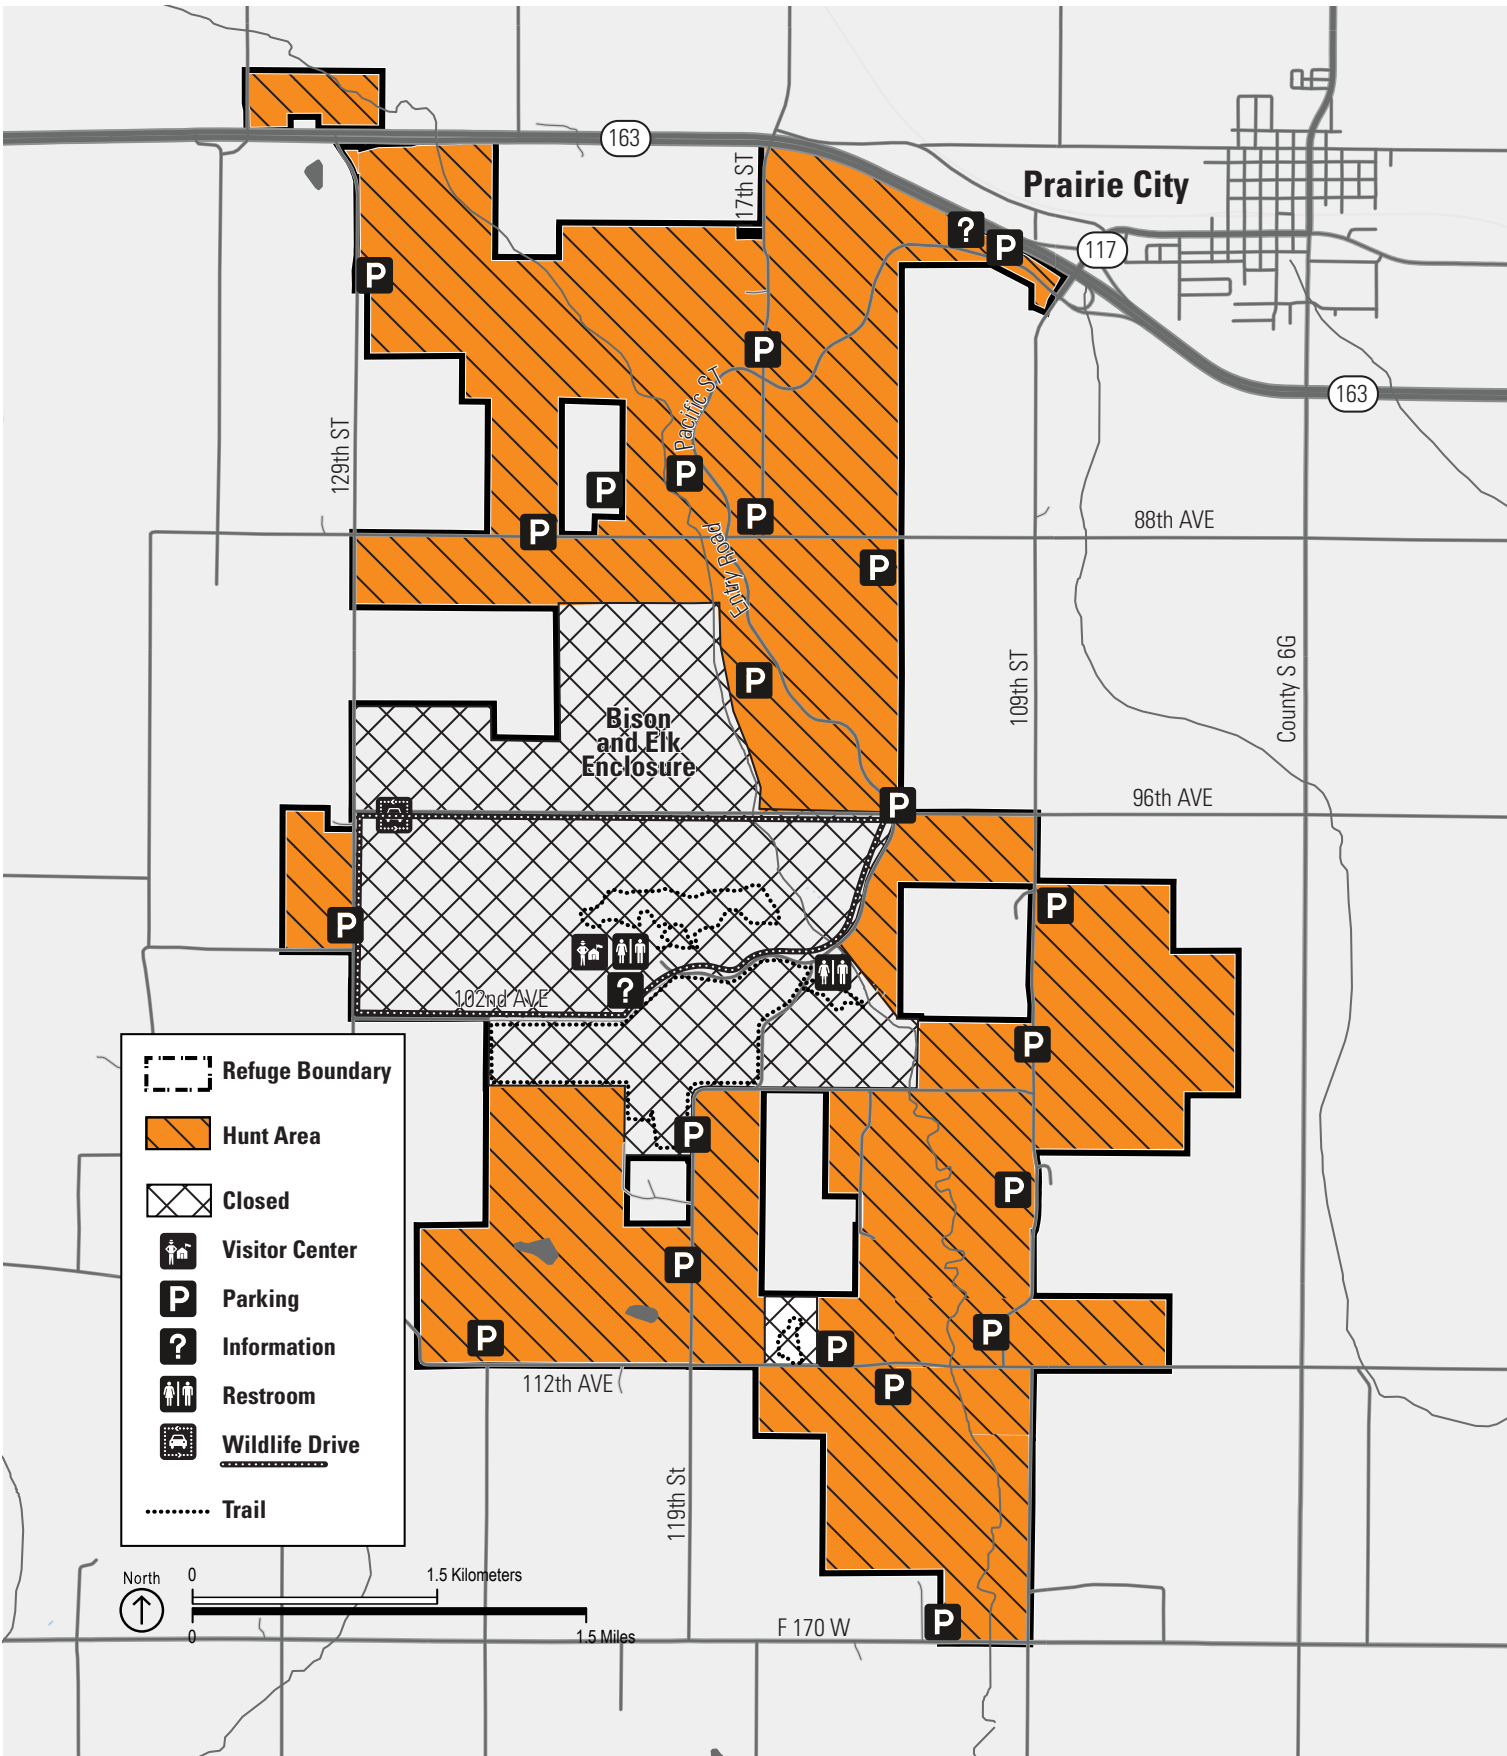 163
17th ST
Prairie City
?
P
117
P
P
163
Pacific ST
129th ST
P
P
P
P
88th AVE
Entry Road
P
County S 6G
109th ST
P
Bison
and Elk
Enclosure
96th AVE
P
P
P
?
102nd AVE
P
Refuge Boundary
Hunt Area
P
Closed
P
Visitor Center
P
P Parking
? Information
P
P
P
Restroom
112th AVE
P
Wildlife Drive
119th St
Trail
North
0
1.5 Kilometers
0
1.5 Miles
F 170 W
P